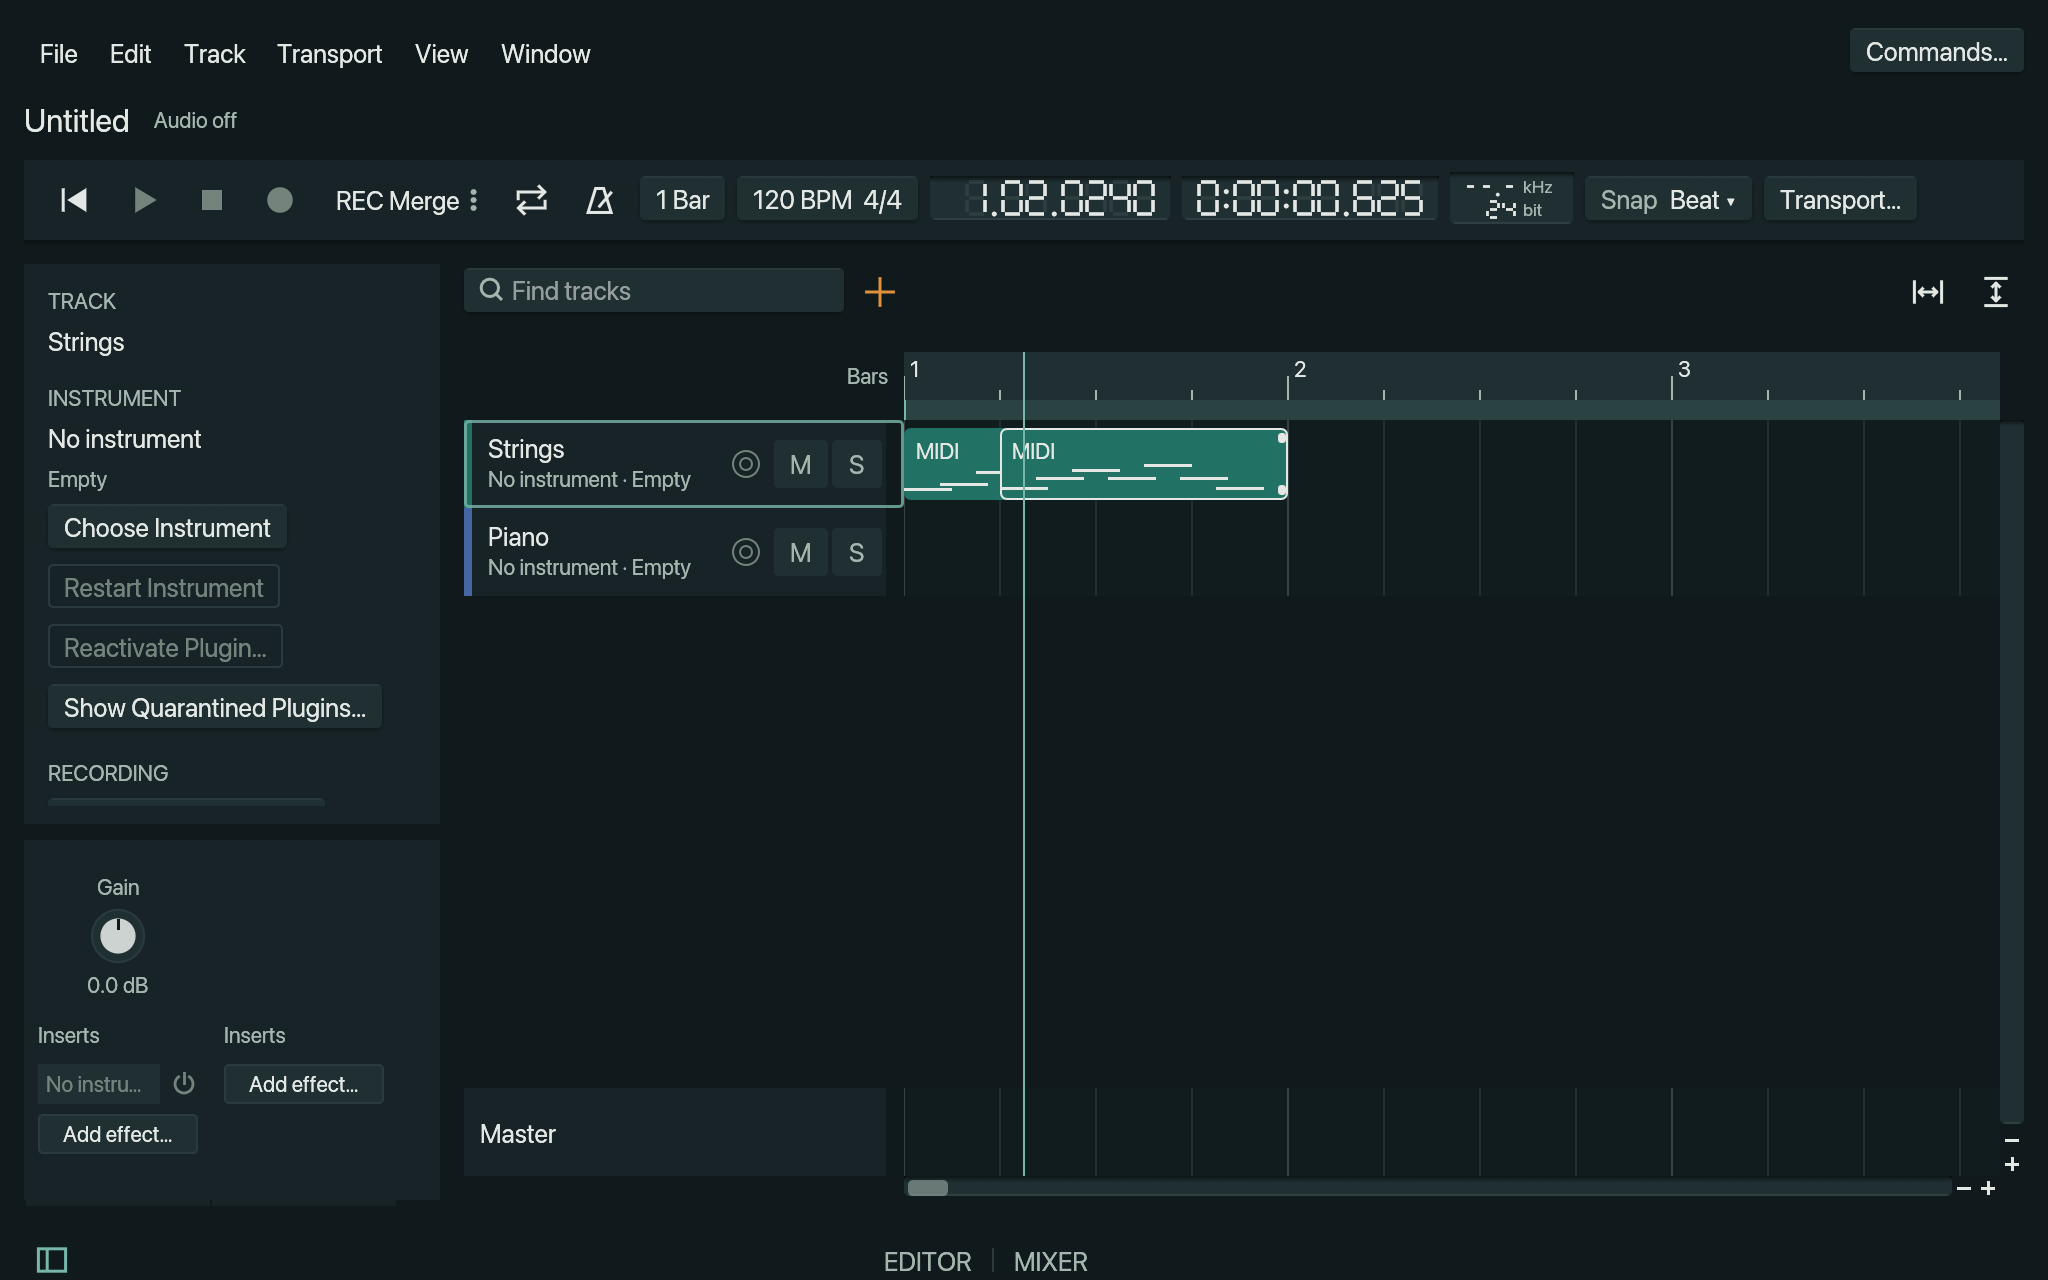 File Edit Track Transport View Window Commands...
Untitled Audio off
REC Merge 1 Bar 120 BPM 4/4 1.02.0240 0:00:00.625 kHz bit Snap Beat Transport...
TRACK
Strings
INSTRUMENT
No instrument
Empty
Choose Instrument
Restart Instrument
Reactivate Plugin...
Show Quarantined Plugins...
RECORDING
Gain
0.0 dB
Inserts Inserts
No instru... Add effect...
Add effect...
Find tracks
Bars 1 2 3
Strings
No instrument · Empty
M S
MIDI MIDI
Piano
No instrument · Empty
M S
Master
EDITOR MIXER